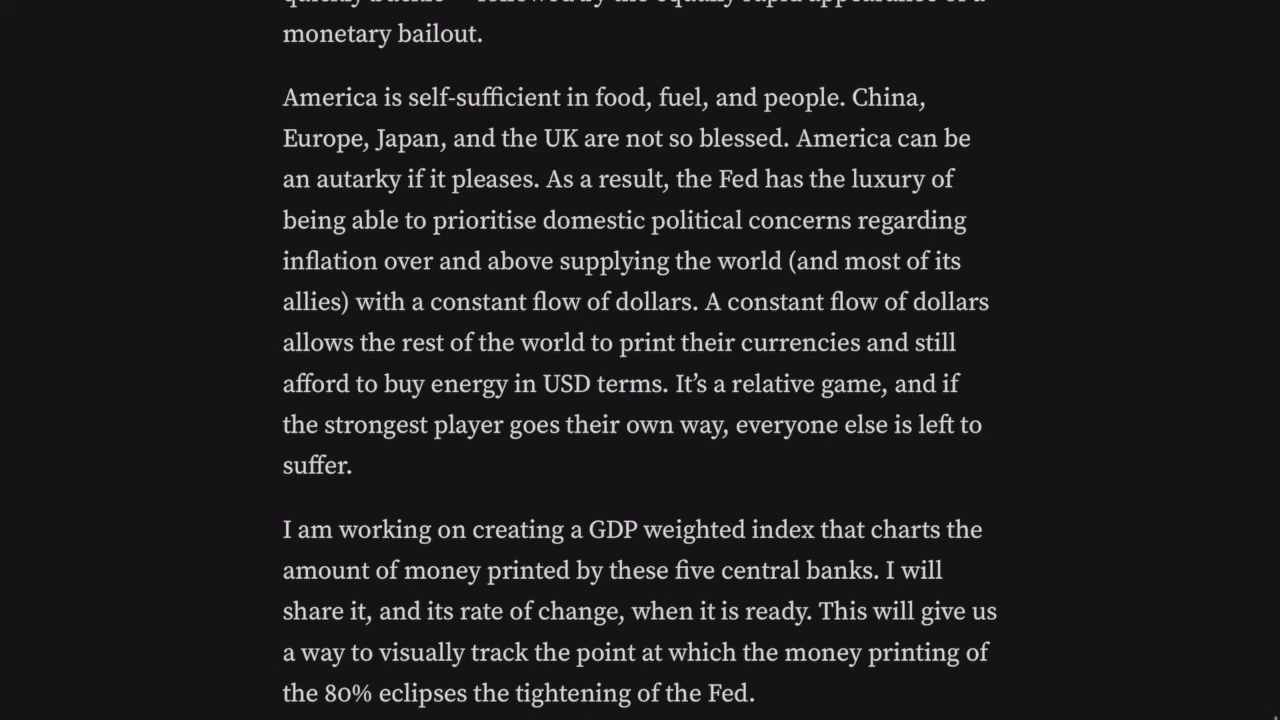 monetary bailout.
America is self-sufficient in food, fuel, and people. China,
Europe, Japan, and the UK are not so blessed. America can be
an autarky if it pleases. As a result, the Fed has the luxury of
being able to prioritise domestic political concerns regarding
inflation over and above supplying the world (and most of its
allies) with a constant flow of dollars. A constant flow of dollars
allows the rest of the world to print their currencies and still
afford to buy energy in USD terms. It’s a relative game, and if
the strongest player goes their own way, everyone else is left to
suffer.
I am working on creating a GDP weighted index that charts the
amount of money printed by these five central banks. I will
share it, and its rate of change, when it is ready. This will give us
a way to visually track the point at which the money printing of
the 80% eclipses the tightening of the Fed.